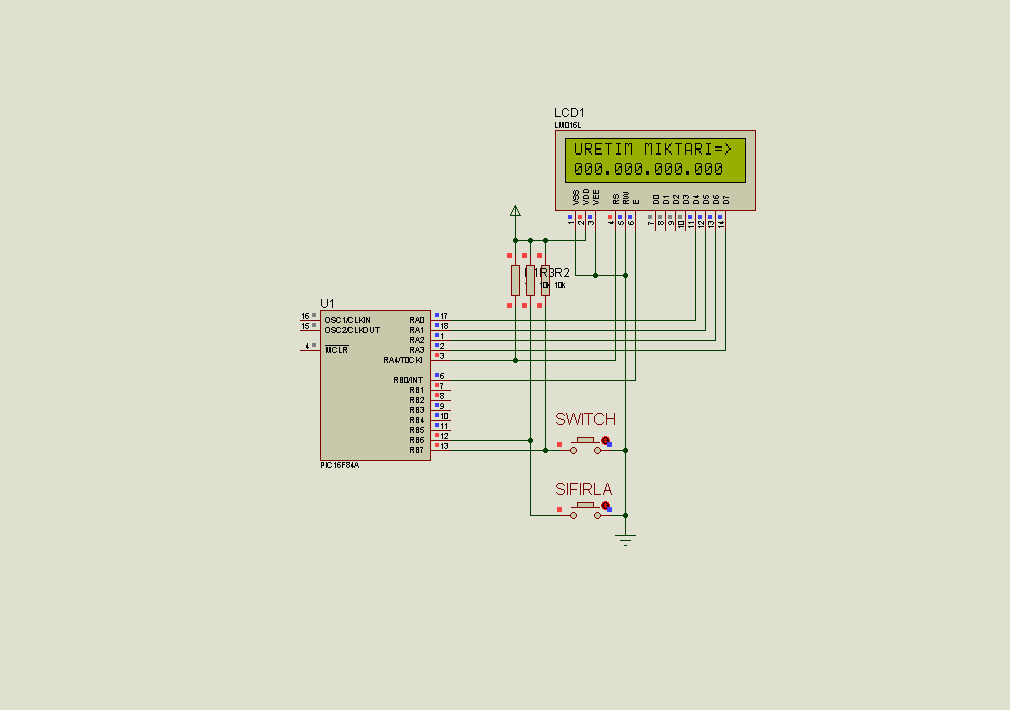 LCD1
LM016L
URETIM MIKTARI=>
000.000.000.000
VSS
VDD
VEE
RS
RW
E
D0
D1
D2
D3
D4
D5
D6
D7
1
2
3
4
5
6
7
8
9
10
11
12
13
14
R3 R2
10k
U1
16 OSC1/CLKIN RA0 17
15 OSC2/CLKOUT RA1 18
RA2 1
4 MCLR RA3 2
RA4/T0CKI 3
RB0/INT 6
RB1 7
RB2 8
RB3 9
RB4 10
RB5 11
RB6 12
RB7 13
PIC16F84A
SWITCH
SIFIRLA